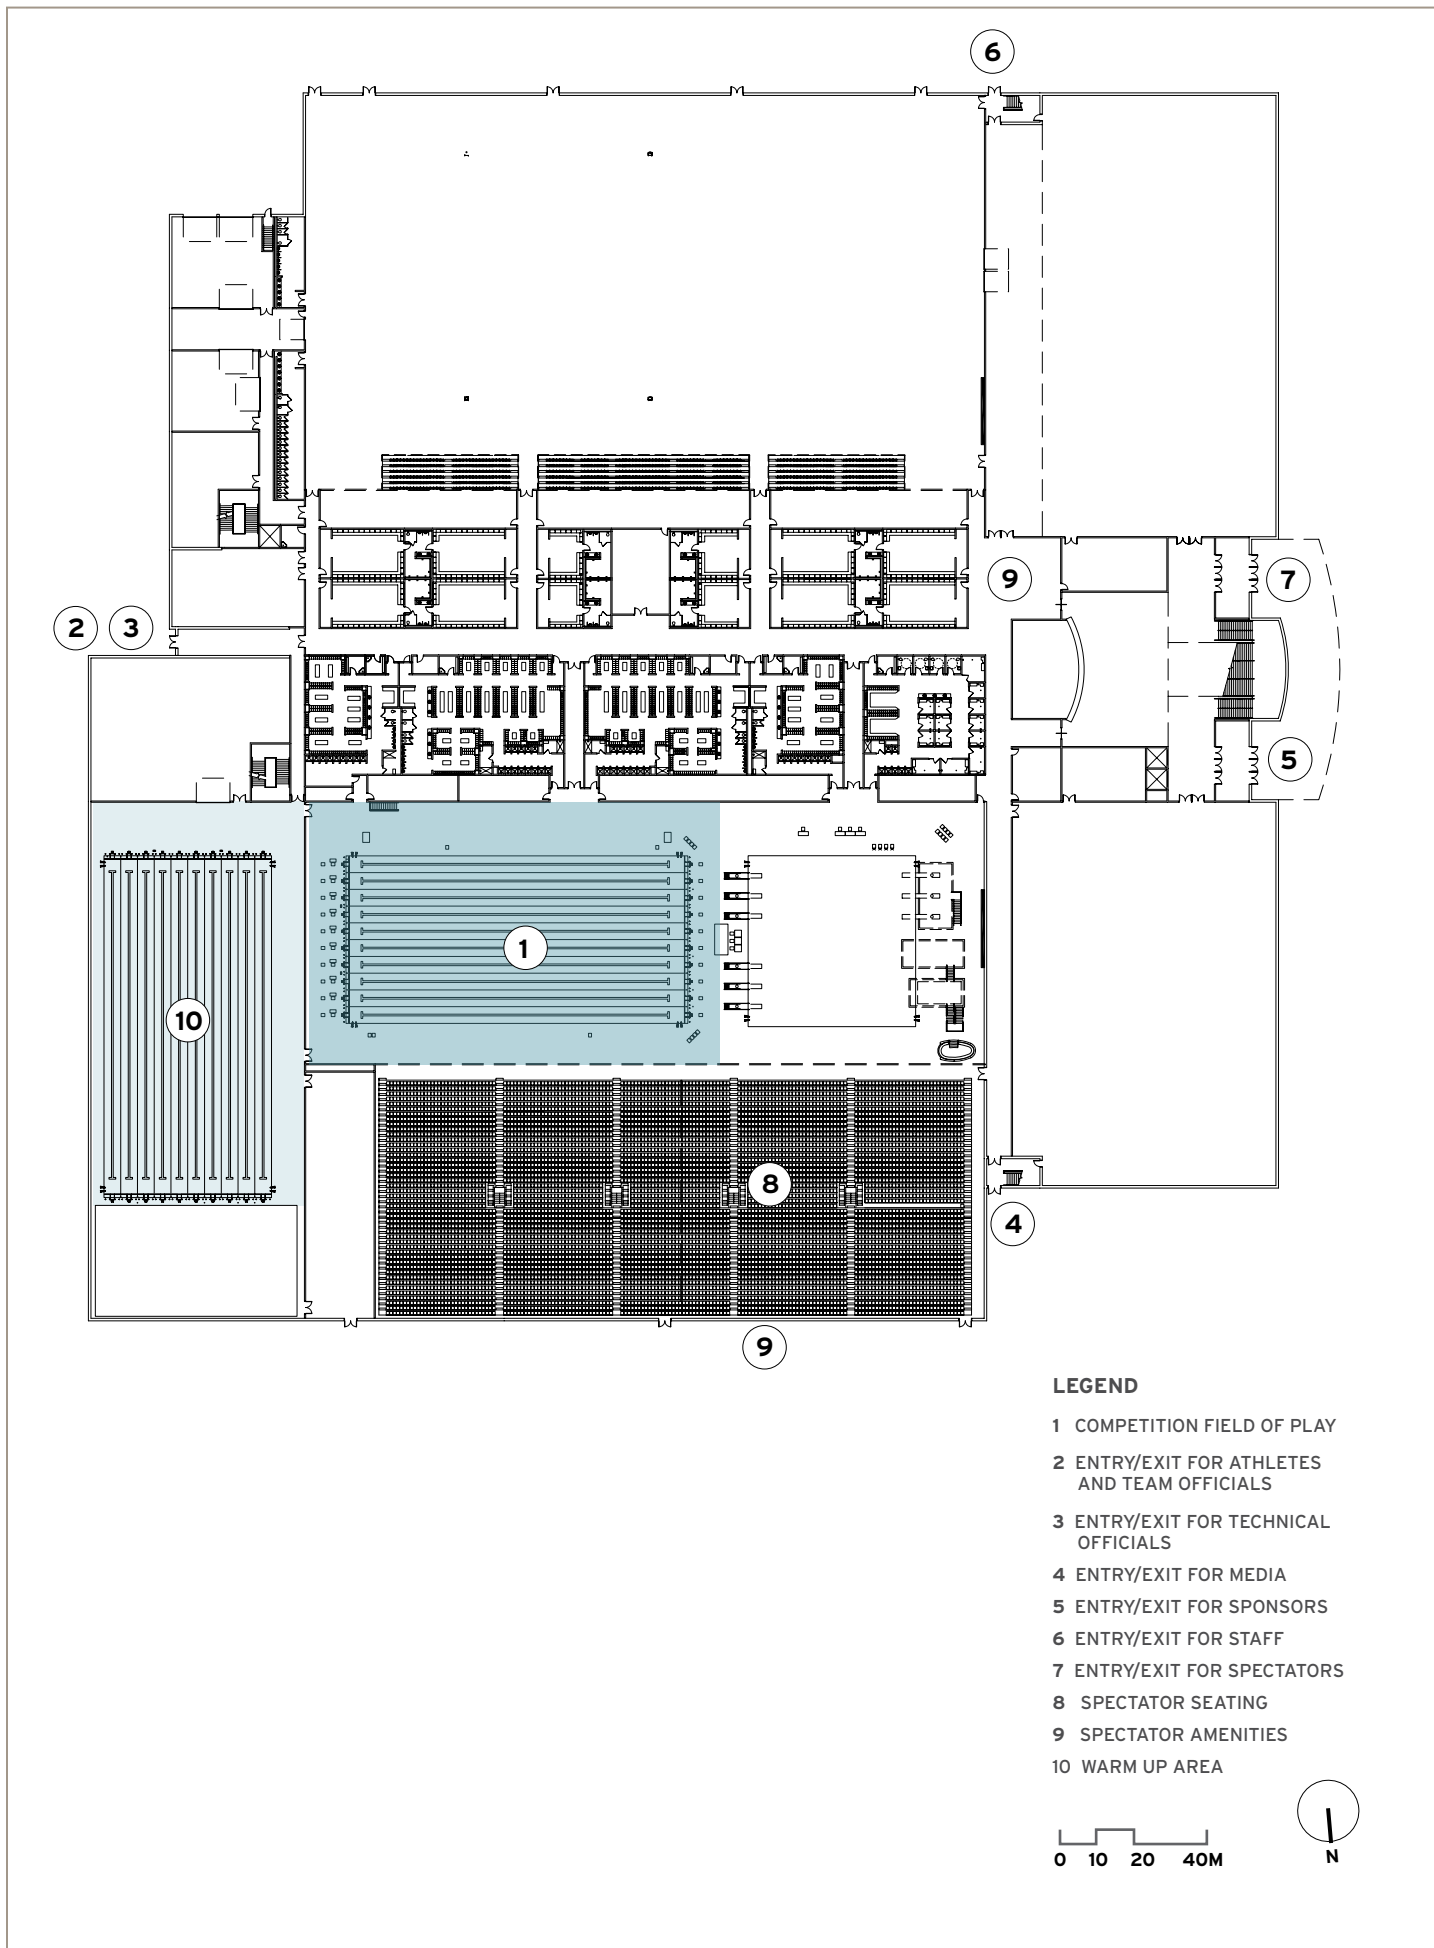 6
9
7
2 3
5
1
10
8
4
9
LEGEND
1 COMPETITION FIELD OF PLAY
2 ENTRY/EXIT FOR ATHLETES
AND TEAM OFFICIALS
3 ENTRY/EXIT FOR TECHNICAL
OFFICIALS
4 ENTRY/EXIT FOR MEDIA
5 ENTRY/EXIT FOR SPONSORS
6 ENTRY/EXIT FOR STAFF
7 ENTRY/EXIT FOR SPECTATORS
8 SPECTATOR SEATING
9 SPECTATOR AMENITIES
10 WARM UP AREA
0 10 20 40M
N